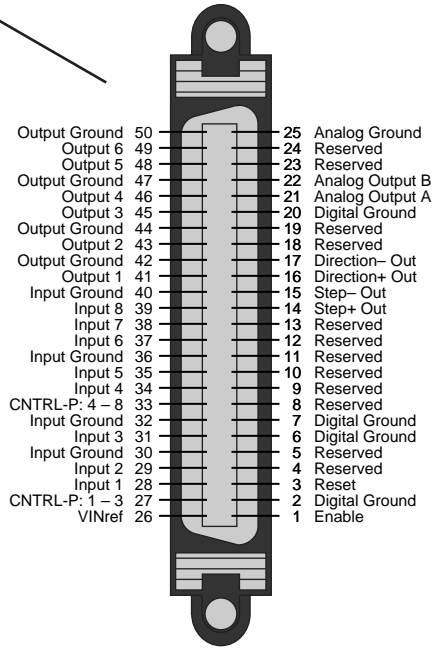 Output Ground 50 25 Analog Ground
Output 6 49 24 Reserved
Output 5 48 23 Reserved
Output Ground 47 22 Analog Output B
Output 4 46 21 Analog Output A
Output 3 45 20 Digital Ground
Output Ground 44 19 Reserved
Output 2 43 18 Reserved
Output Ground 42 17 Direction– Out
Output 1 41 16 Direction+ Out
Input Ground 40 15 Step– Out
Input 8 39 14 Step+ Out
Input 7 38 13 Reserved
Input 6 37 12 Reserved
Input Ground 36 11 Reserved
Input 5 35 10 Reserved
Input 4 34 9 Reserved
CNTRL-P: 4 – 8 33 8 Reserved
Input Ground 32 7 Digital Ground
Input 3 31 6 Digital Ground
Input Ground 30 5 Reserved
Input 2 29 4 Reserved
Input 1 28 3 Reset
CNTRL-P: 1 – 3 27 2 Digital Ground
VINref 26 1 Enable